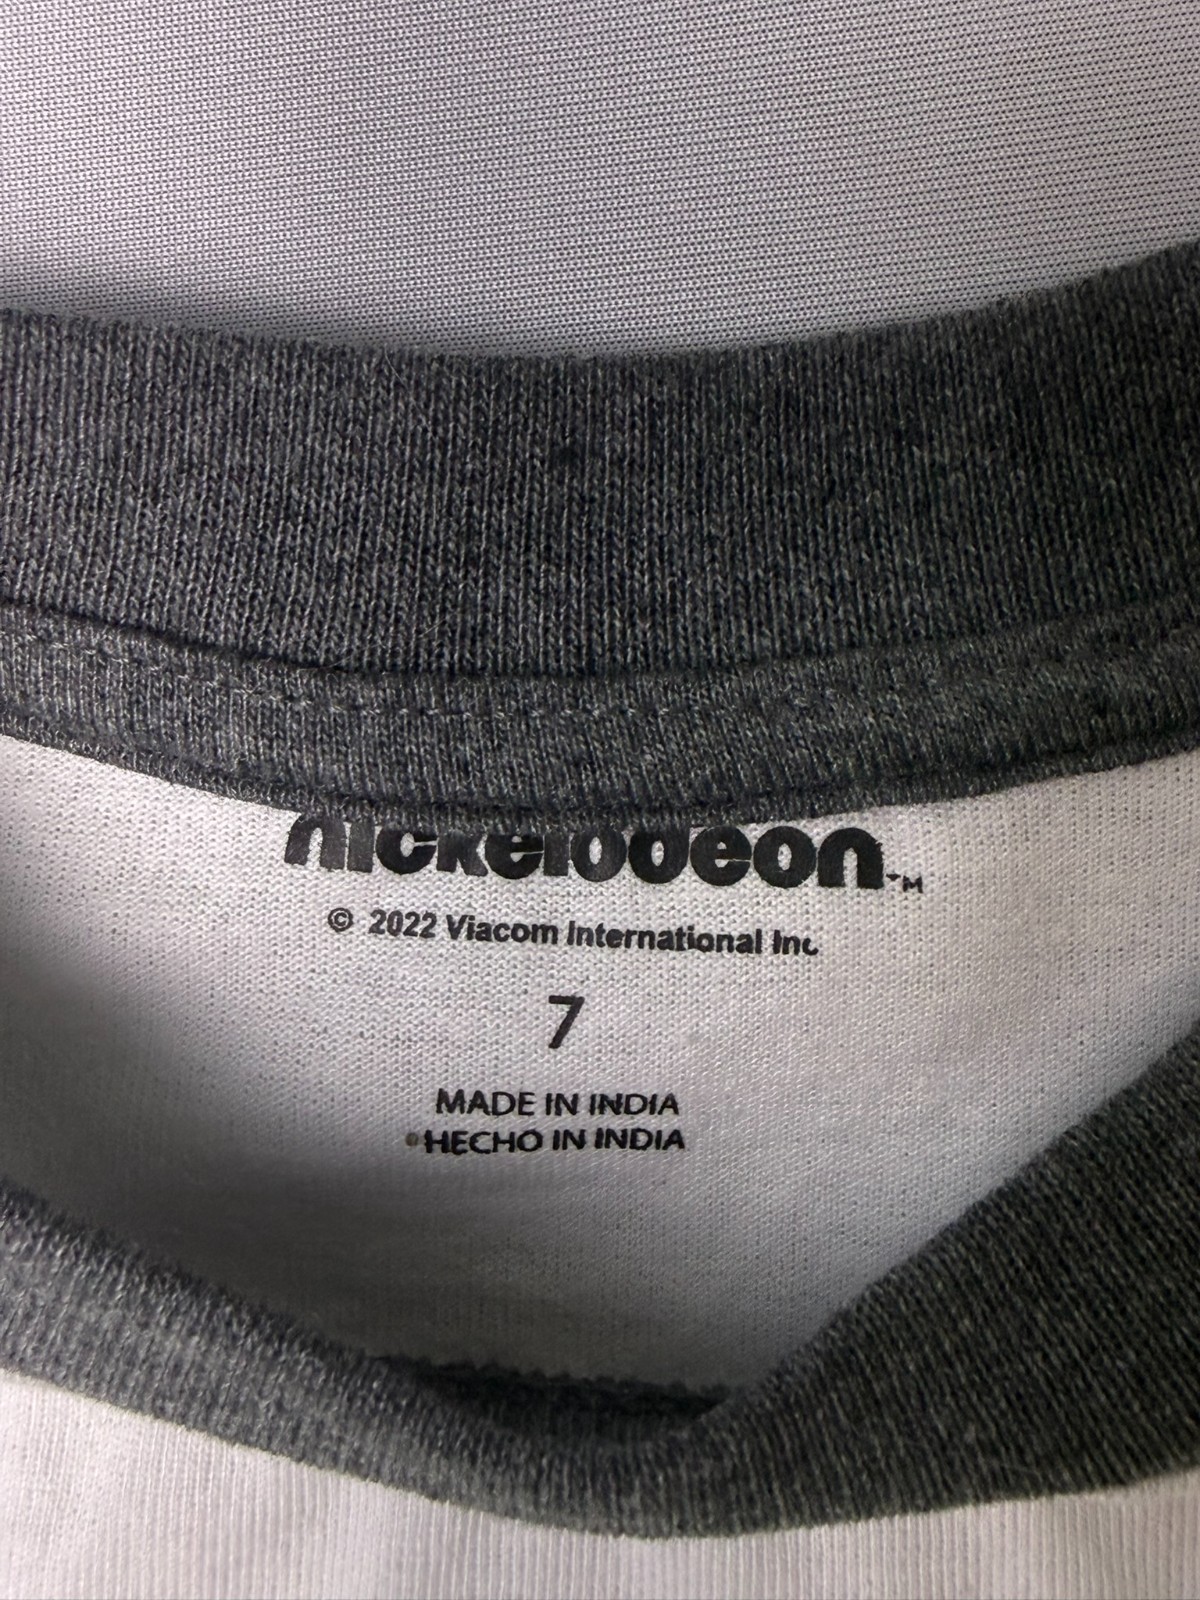 nickelodeon™
© 2022 Viacom International Inc
7
MADE IN INDIA
HECHO IN INDIA